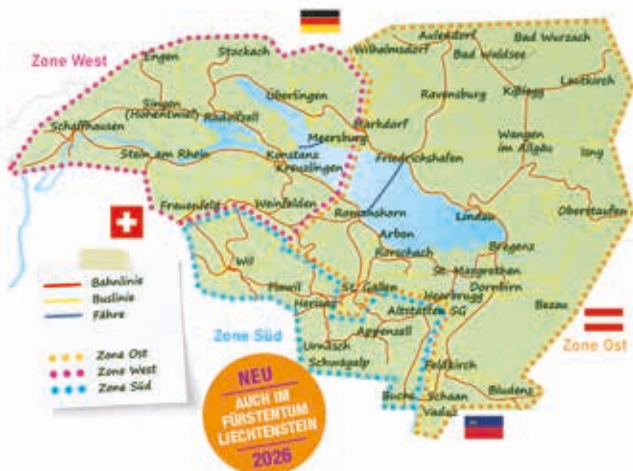 Zone West
Engen
Stockach
Singen
(Hohentwiel)
Radolfzell
Überlingen
Schaffhausen
Stein am Rhein
Konstanz
Kreuzlingen
Meersburg
Markdorf
Frauenfeld
Weinfelden
Wilhelmsdorf
Aulendorf
Bad Waldsee
Bad Wurzach
Ravensburg
Kißlegg
Leutkirch
Wangen
im Allgäu
Isny
Friedrichshafen
Oberstaufen
Lindau
Romanshorn
Arbon
Rorschach
Bregenz
St. Margrethen
Dornbirn
Heerbrugg
Bezau
Wil
Flawil
St. Gallen
Herisau
Altstätten SG
Appenzell
Urnäsch
Schwägalp
Zone Süd
Zone Ost
Feldkirch
Buchs
Schaan
Vaduz
Bludenz
Bahnlinie
Buslinie
Fähre
Zone Ost
Zone West
Zone Süd
NEU
AUCH IM
FÜRSTENTUM
LIECHTENSTEIN
2026